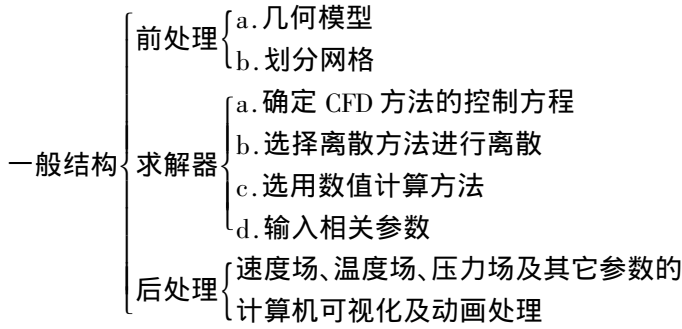 一般结构
前处理
a.几何模型
b.划分网格
求解器
a.确定 CFD 方法的控制方程
b.选择离散方法进行离散
c.选用数值计算方法
d.输入相关参数
后处理
速度场、温度场、压力场及其它参数的
计算机可视化及动画处理